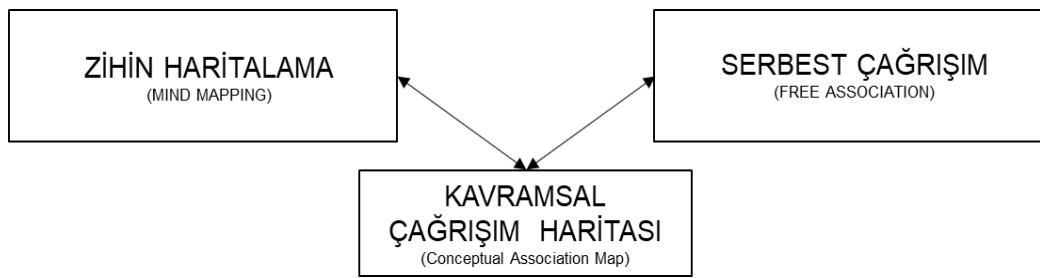 ZİHİN HARİTALAMA
(MIND MAPPING)
SERBEST ÇAĞRIŞIM
(FREE ASSOCIATION)
KAVRAMSAL
ÇAĞRIŞIM HARİTASI
(Conceptual Association Map)